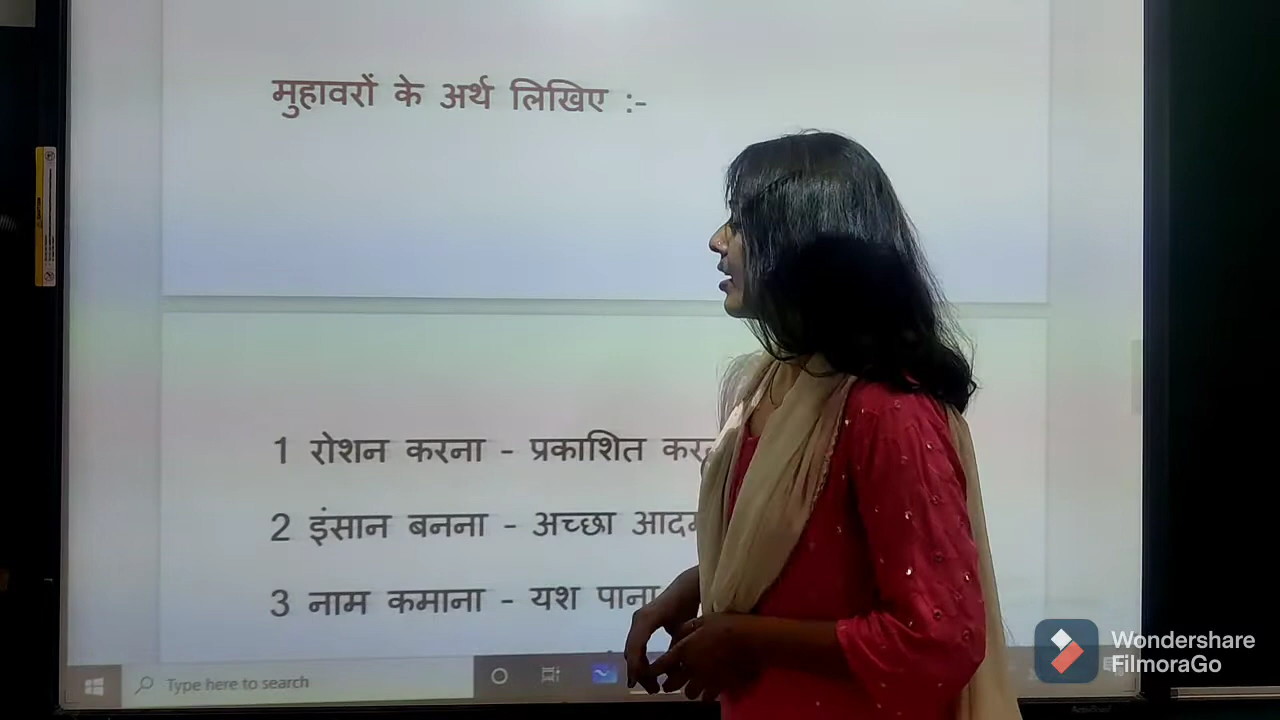 मुहावरों के अर्थ लिखिए :-
1 रोशन करना - प्रकाशित
2 इंसान बनना - अच्छा
3 नाम कमाना - यश पाना
Type here to search
Wondershare
FilmoraGo